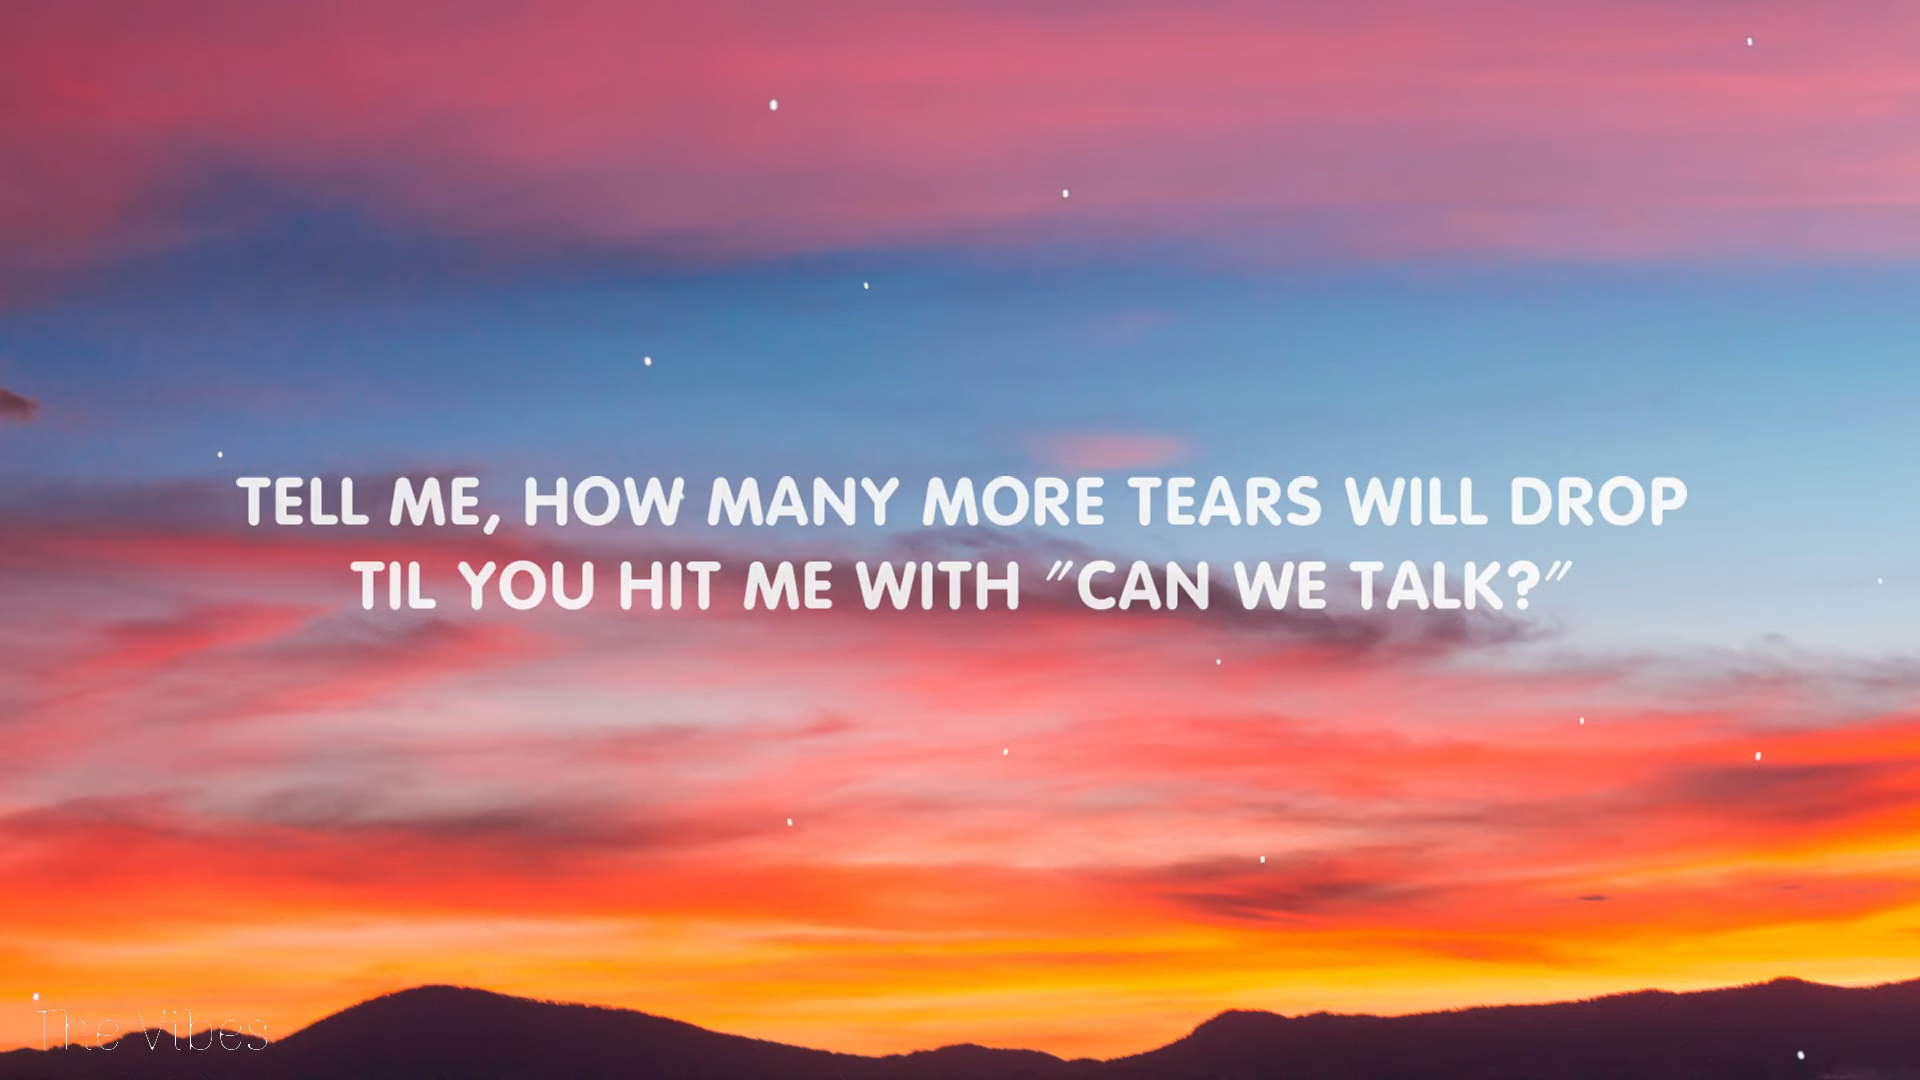 TELL ME, HOW MANY MORE TEARS WILL DROP
TIL YOU HIT ME WITH "CAN WE TALK?"
The Vibes